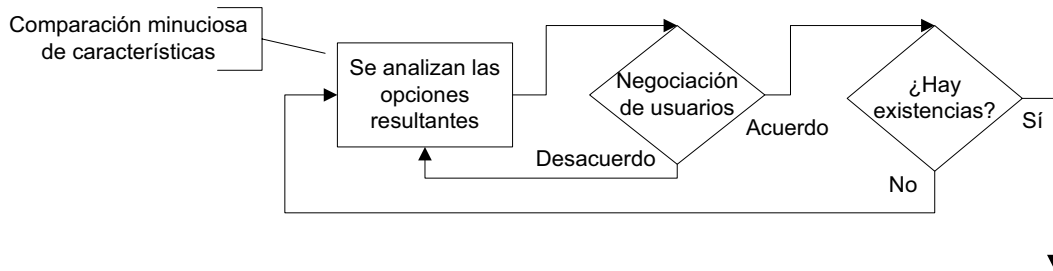 Comparación minuciosa
de características
Se analizan las
opciones
resultantes
Negociación
de usuarios
¿Hay
existencias?
Desacuerdo
Acuerdo
Sí
No